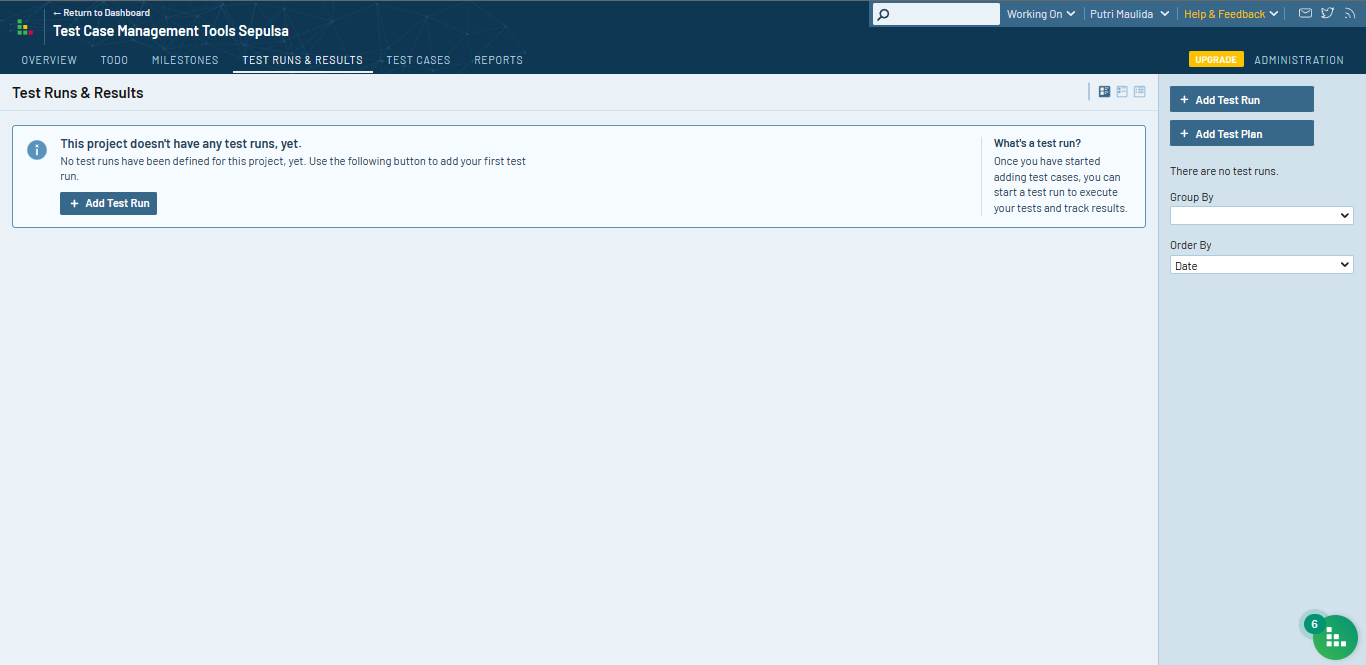 ← Return to Dashboard
Test Case Management Tools Sepulsa
Working On
Putri Maulida
Help & Feedback
OVERVIEW
TODO
MILESTONES
TEST RUNS & RESULTS
TEST CASES
REPORTS
UPGRADE
ADMINISTRATION
Test Runs & Results
This project doesn't have any test runs, yet.
No test runs have been defined for this project, yet. Use the following button to add your first test
run.
+ Add Test Run
What's a test run?
Once you have started
adding test cases, you can
start a test run to execute
your tests and track results.
+ Add Test Run
+ Add Test Plan
There are no test runs.
Group By
Order By
Date
6